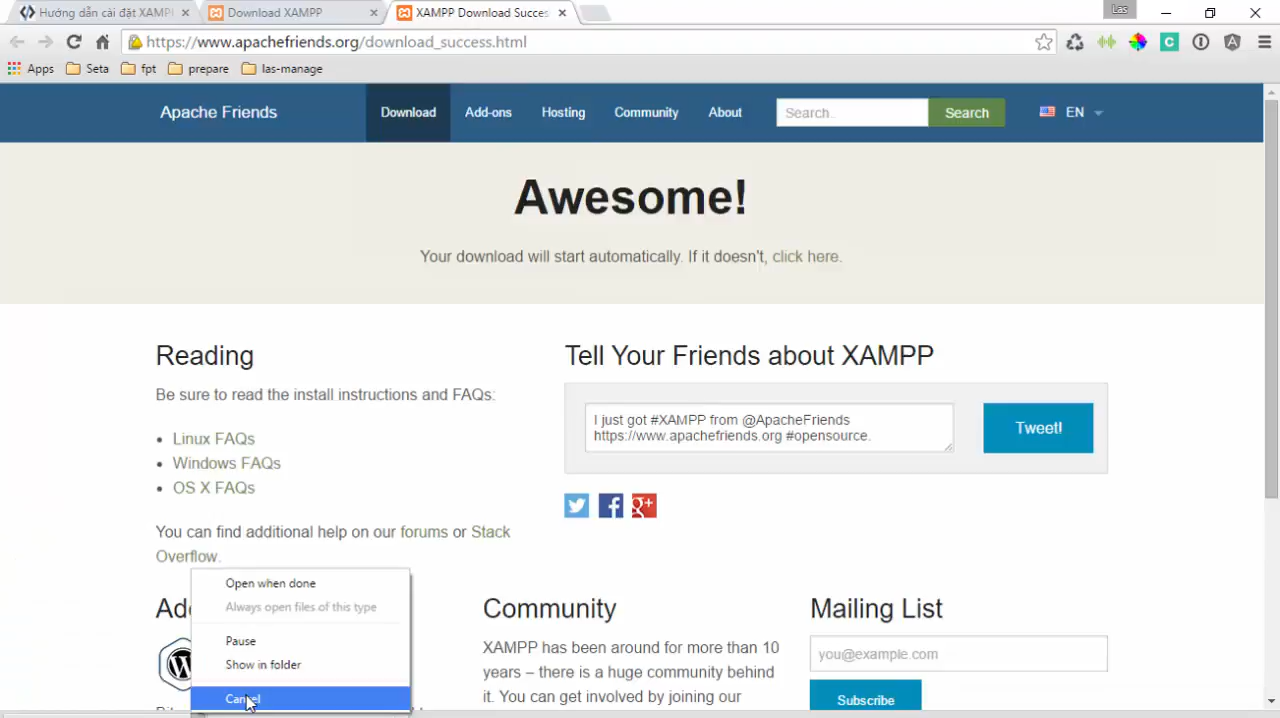 Hướng dẫn cài đặt XAMP
Download XAMPP
XAMPP Download Succes
Las
https://www.apachefriends.org/download_success.html
Apps
Seta
fpt
prepare
las-manage
Apache Friends
Download
Add-ons
Hosting
Community
About
Search..
Search
EN
Awesome!
Your download will start automatically. If it doesn't, click here.
Reading
Be sure to read the install instructions and FAQs:
• Linux FAQs
• Windows FAQs
• OS X FAQs
You can find additional help on our forums or Stack
Overflow.
Tell Your Friends about XAMPP
I just got #XAMPP from @ApacheFriends
https://www.apachefriends.org #opensource.
Tweet!
Open when done
Always open files of this type
Pause
Show in folder
Cancel
Community
XAMPP has been around for more than 10
years – there is a huge community behind
it. You can get involved by joining our
Mailing List
you@example.com
Subscribe